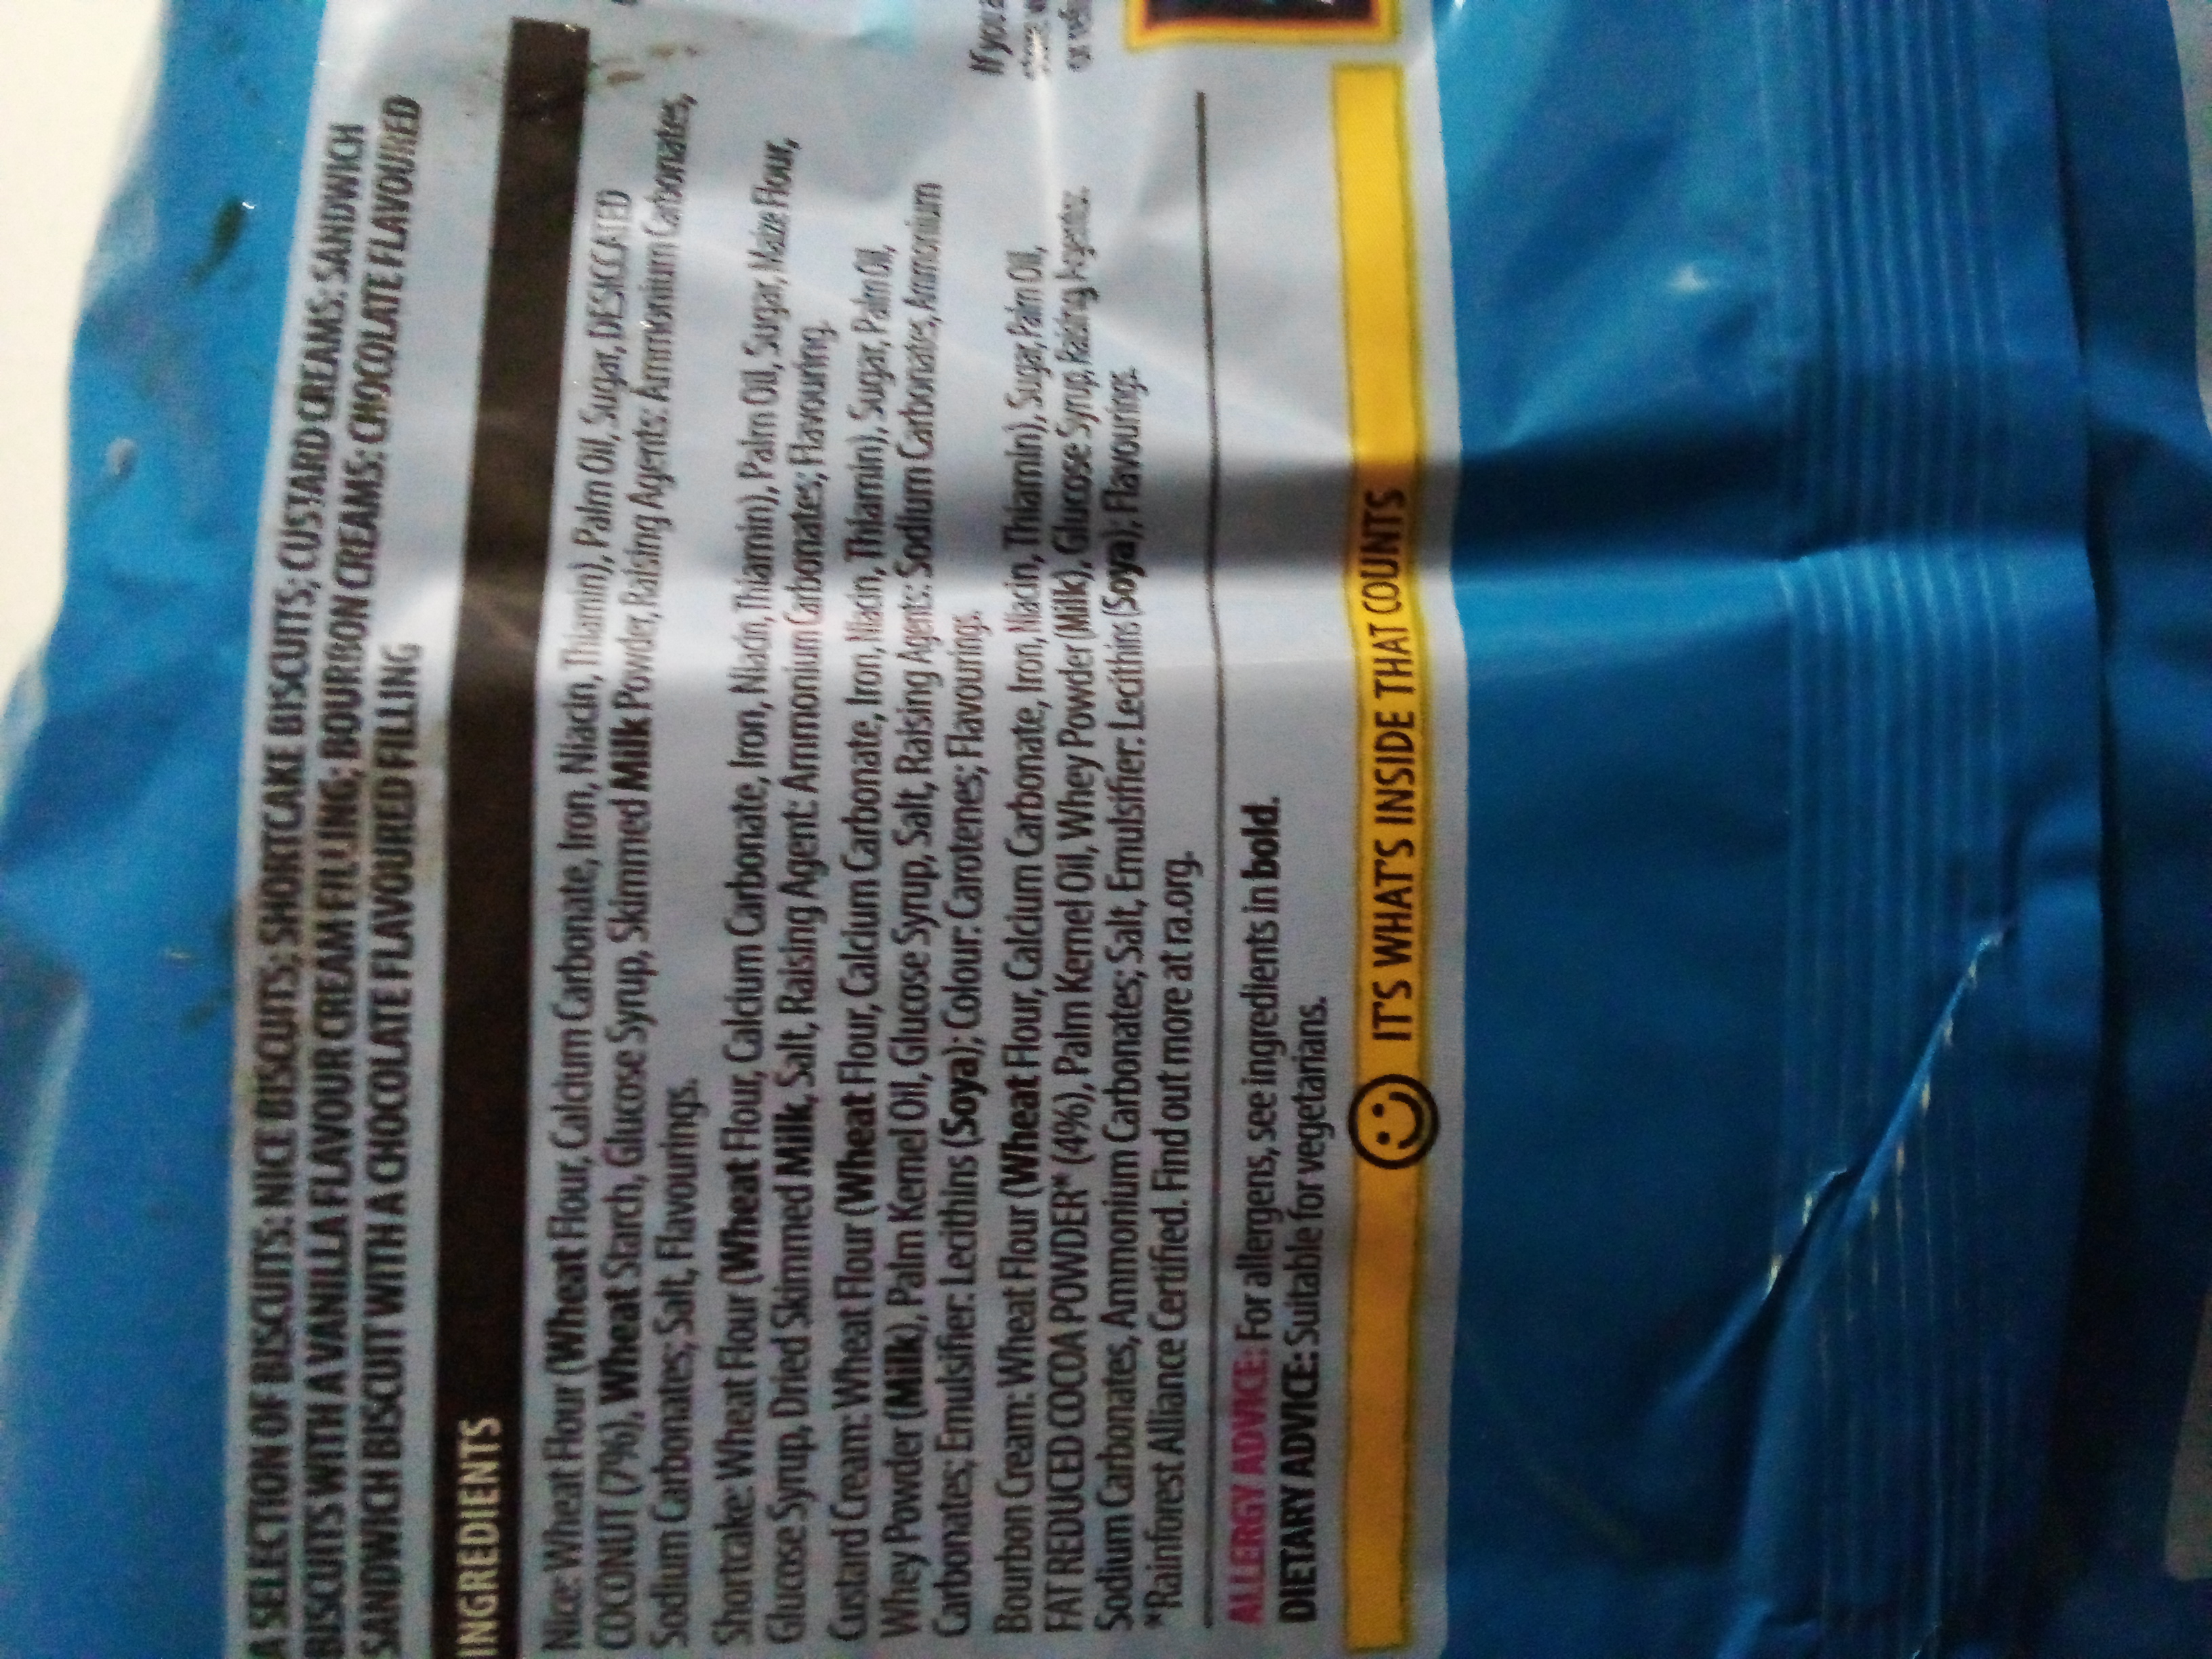 A SELECTION OF BISCUITS: NICE BISCUITS; SHORTCAKE BISCUITS; CUSTARD CREAMS: SANDWICH
BISCUITS WITH A VANILLA FLAVOUR CREAM FILLING; BOURBON CREAMS: CHOCOLATE FLAVOURED
SANDWICH BISCUIT WITH A CHOCOLATE FLAVOURED FILLING
INGREDIENTS
Nice: Wheat Flour (Wheat Flour, Calcium Carbonate, Iron, Niacin, Thiamin), Palm Oil, Sugar, DESICCATED
COCONUT (7%), Wheat Starch, Glucose Syrup, Skimmed Milk Powder, Raising Agents: Ammonium Carbonates,
Sodium Carbonates; Salt, Flavourings.
Shortcake: Wheat Flour (Wheat Flour, Calcium Carbonate, Iron, Niacin, Thiamin), Palm Oil, Sugar, Maize Flour,
Glucose Syrup, Dried Skimmed Milk, Salt, Raising Agent: Ammonium Carbonates; Flavouring.
Custard Cream: Wheat Flour (Wheat Flour, Calcium Carbonate, Iron, Niacin, Thiamin), Sugar, Palm Oil,
Whey Powder (Milk), Palm Kernel Oil, Glucose Syrup, Salt, Raising Agents: Sodium Carbonates, Ammonium
Carbonates; Emulsifier: Lecithins (Soya); Colour: Carotenes; Flavourings.
Bourbon Cream: Wheat Flour (Wheat Flour, Calcium Carbonate, Iron, Niacin, Thiamin), Sugar, Palm Oil,
FAT REDUCED COCOA POWDER* (4%), Palm Kernel Oil, Whey Powder (Milk), Glucose Syrup, Raising Agents:
Sodium Carbonates, Ammonium Carbonates; Salt, Emulsifier: Lecithins (Soya); Flavourings.
*Rainforest Alliance Certified. Find out more at ra.org.
ALLERGY ADVICE: For allergens, see ingredients in bold.
DIETARY ADVICE: Suitable for vegetarians.
IT'S WHAT'S INSIDE THAT COUNTS
If you